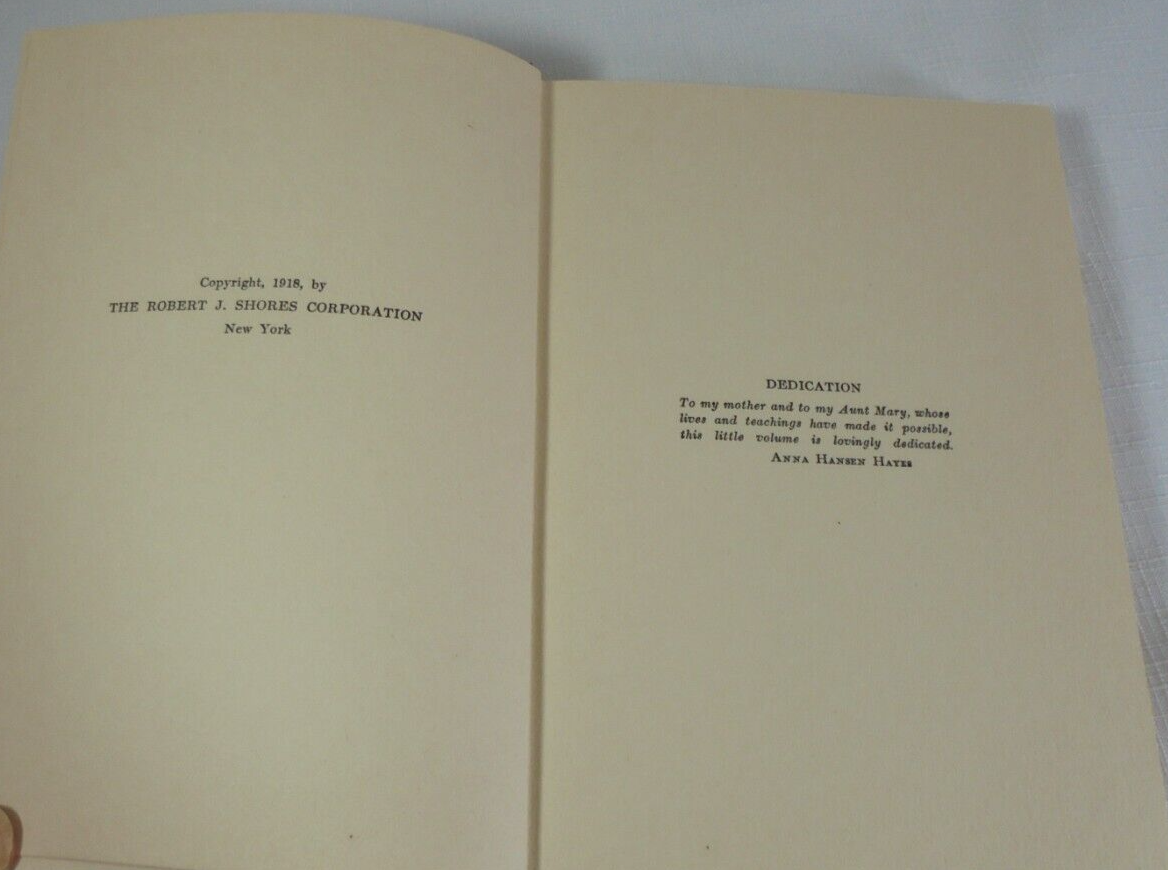 Copyright, 1918, by
THE ROBERT J. SHORES CORPORATION
New York
DEDICATION
To my mother and to my Aunt Mary, whose
lives and teachings have made it possible,
this little volume is lovingly dedicated.
ANNA HANSEN HAYES